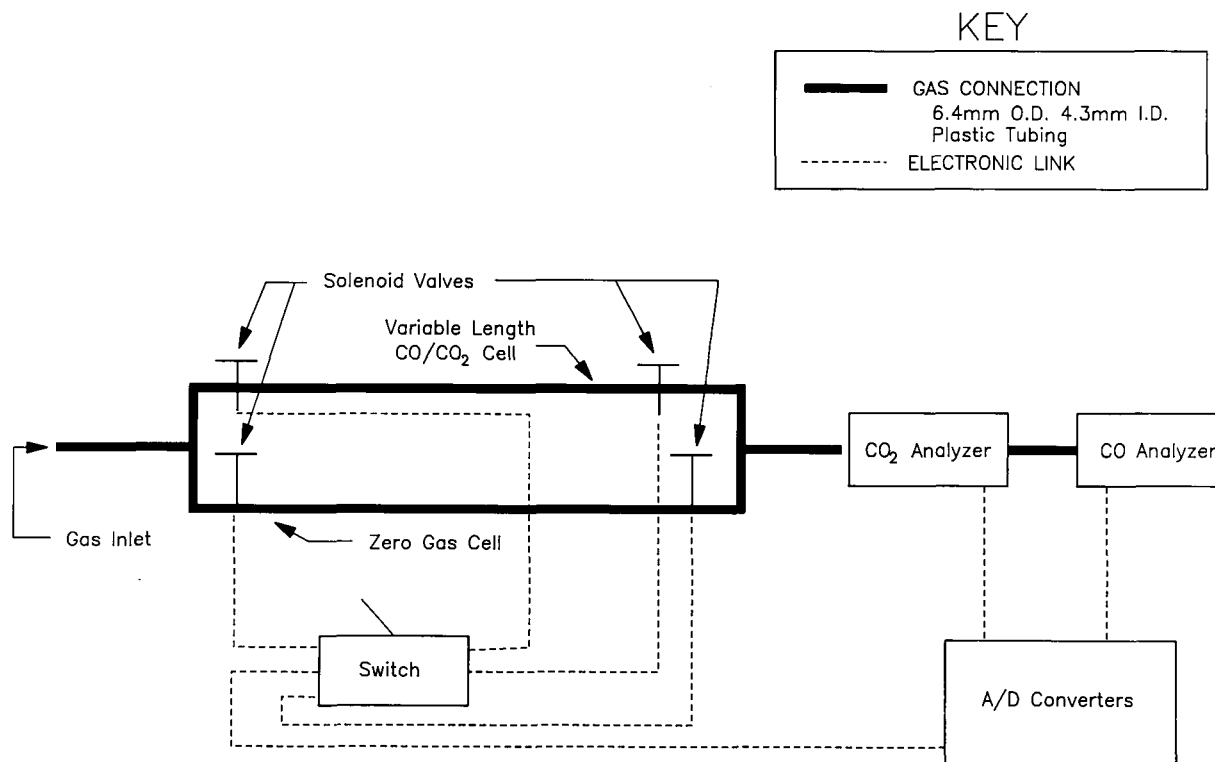 KEY
GAS CONNECTION
6.4mm O.D. 4.3mm I.D.
Plastic Tubing
ELECTRONIC LINK
Solenoid Valves
Variable Length
CO/CO₂ Cell
CO₂ Analyzer
CO Analyzer
Gas Inlet
Zero Gas Cell
Switch
A/D Converters